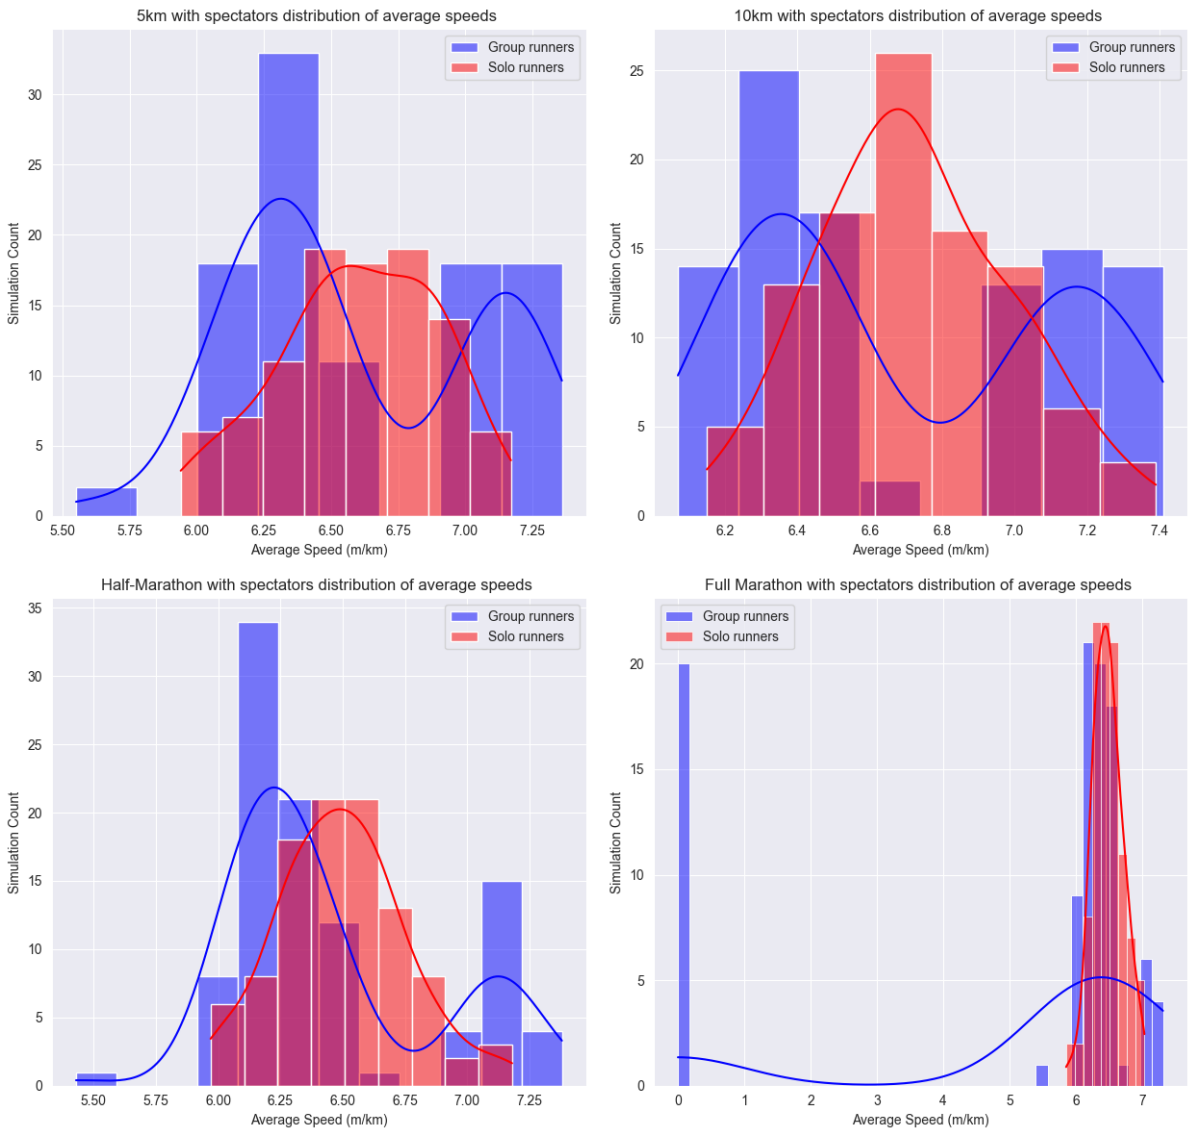 5km with spectators distribution of average speeds
Group runners
Solo runners
Simulation Count
0
5
10
15
20
25
30
5.50
5.75
6.00
6.25
6.50
6.75
7.00
7.25
Average Speed (m/km)
10km with spectators distribution of average speeds
Group runners
Solo runners
Simulation Count
0
5
10
15
20
25
6.2
6.4
6.6
6.8
7.0
7.2
7.4
Average Speed (m/km)
Half-Marathon with spectators distribution of average speeds
Group runners
Solo runners
Simulation Count
0
5
10
15
20
25
30
35
5.50
5.75
6.00
6.25
6.50
6.75
7.00
7.25
Average Speed (m/km)
Full Marathon with spectators distribution of average speeds
Group runners
Solo runners
Simulation Count
0
5
10
15
20
0
1
2
3
4
5
6
7
Average Speed (m/km)